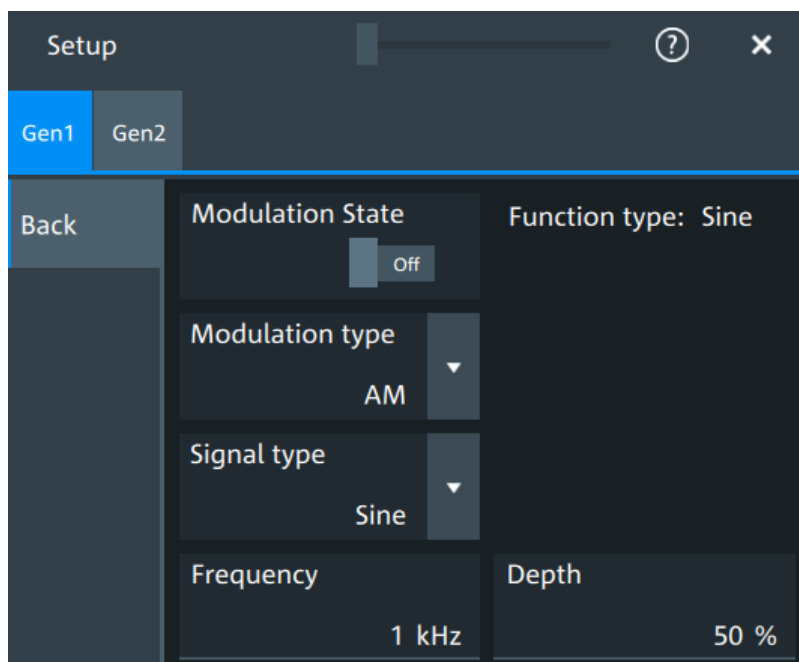 Setup
?
Gen1 Gen2
Back
Modulation State
Off
Function type: Sine
Modulation type
AM
Signal type
Sine
Frequency
1 kHz
Depth
50 %